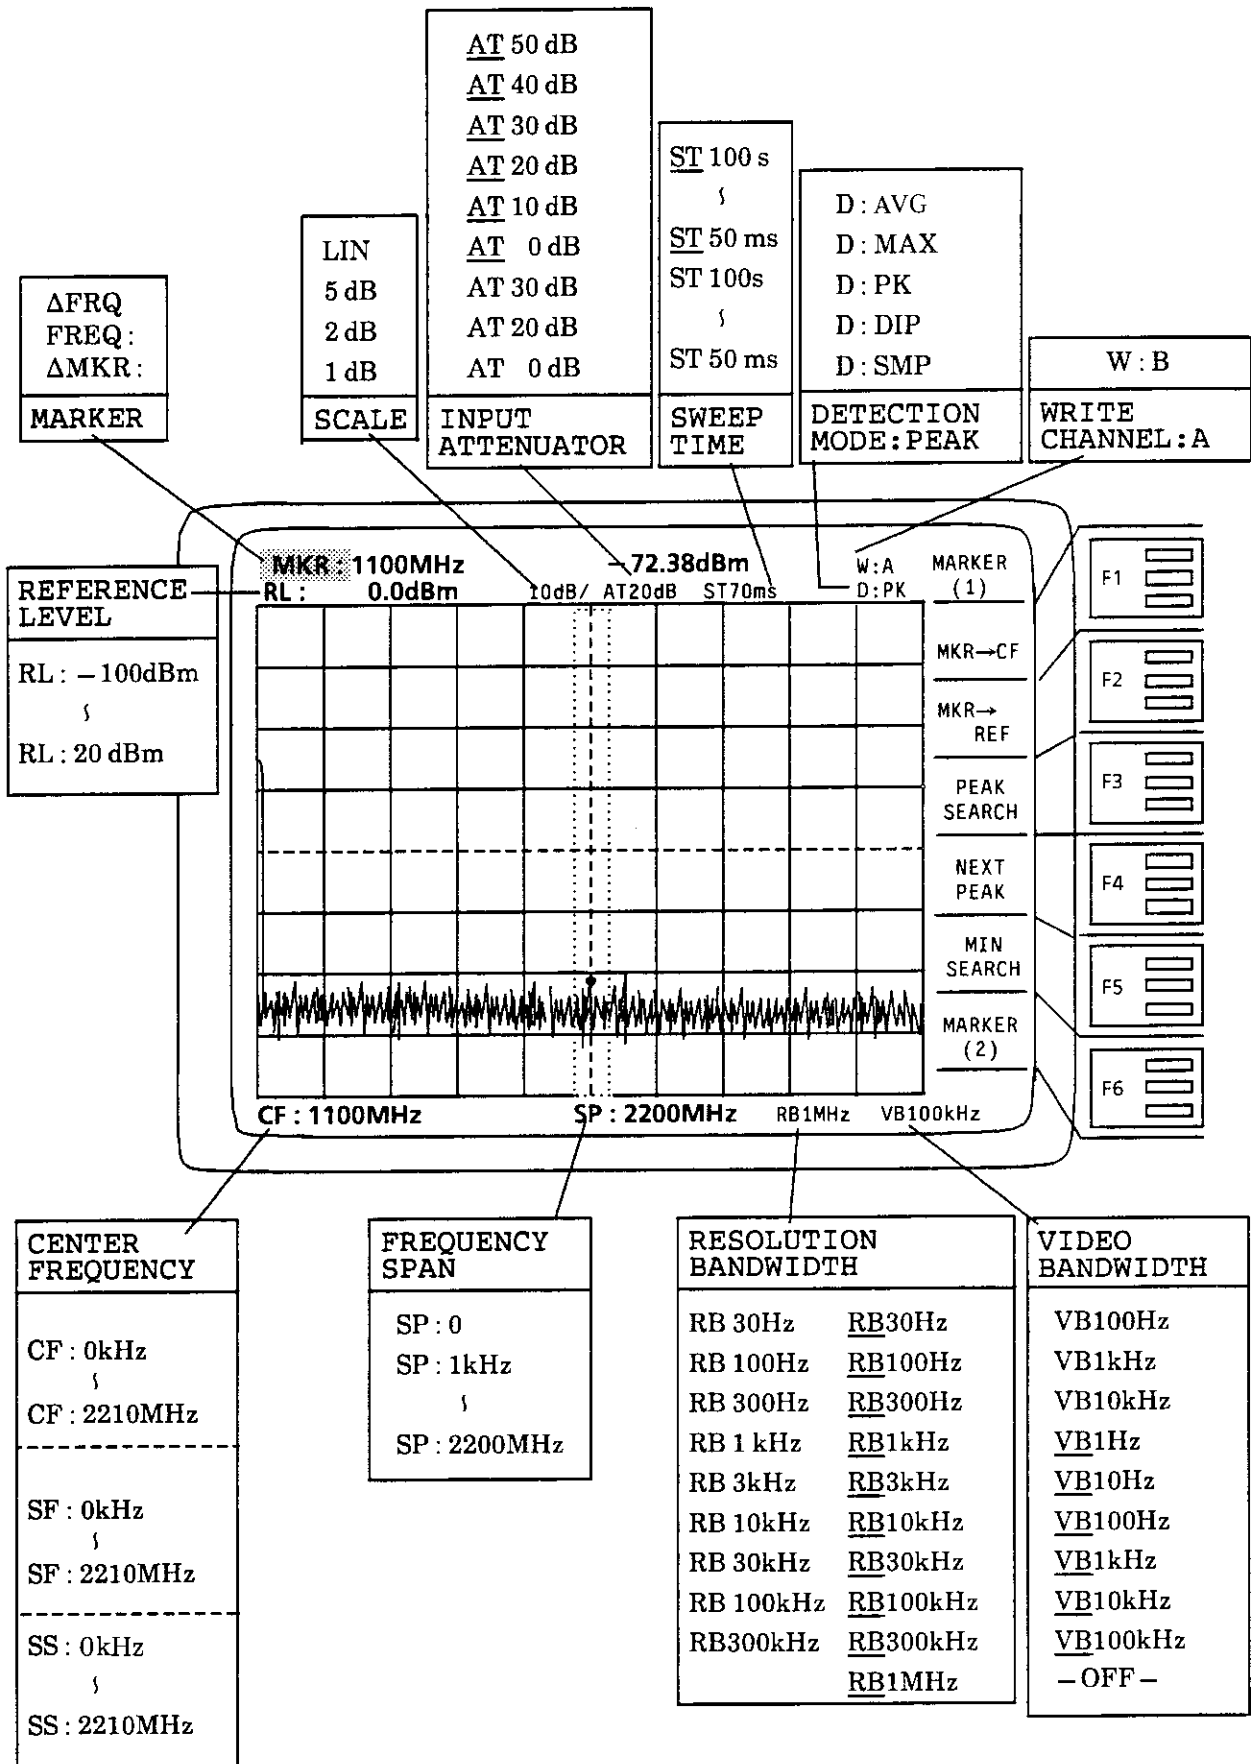 AT 50 dB
AT 40 dB
AT 30 dB
AT 20 dB
AT 10 dB
AT 0 dB
AT 30 dB
AT 20 dB
AT 0 dB
INPUT
ATTENUATOR
ST 100 s
∫
ST 50 ms
ST 100s
∫
ST 50 ms
SWEEP
TIME
D : AVG
D : MAX
D : PK
D : DIP
D : SMP
DETECTION
MODE:PEAK
LIN
5 dB
2 dB
1 dB
SCALE
ΔFRQ
FREQ :
ΔMKR :
MARKER
W : B
WRITE
CHANNEL:A
REFERENCE
LEVEL
RL : –100dBm
∫
RL : 20 dBm
MKR : 1100MHz –72.38dBm W:A
RL : 0.0dBm 10dB/ AT20dB ST70ms D:PK
MARKER
(1)
MKR→CF
MKR→
REF
PEAK
SEARCH
NEXT
PEAK
MIN
SEARCH
MARKER
(2)
F1
F2
F3
F4
F5
F6
CF : 1100MHz SP : 2200MHz RB1MHz VB100kHz
CENTER
FREQUENCY
CF : 0kHz
∫
CF : 2210MHz
SF : 0kHz
∫
SF : 2210MHz
SS : 0kHz
∫
SS : 2210MHz
FREQUENCY
SPAN
SP : 0
SP : 1kHz
∫
SP : 2200MHz
RESOLUTION
BANDWIDTH
RB 30Hz RB30Hz
RB 100Hz RB100Hz
RB 300Hz RB300Hz
RB 1 kHz RB1kHz
RB 3kHz RB3kHz
RB 10kHz RB10kHz
RB 30kHz RB30kHz
RB 100kHz RB100kHz
RB300kHz RB300kHz
RB1MHz
VIDEO
BANDWIDTH
VB100Hz
VB1kHz
VB10kHz
VB1Hz
VB10Hz
VB100Hz
VB1kHz
VB10kHz
VB100kHz
– OFF –